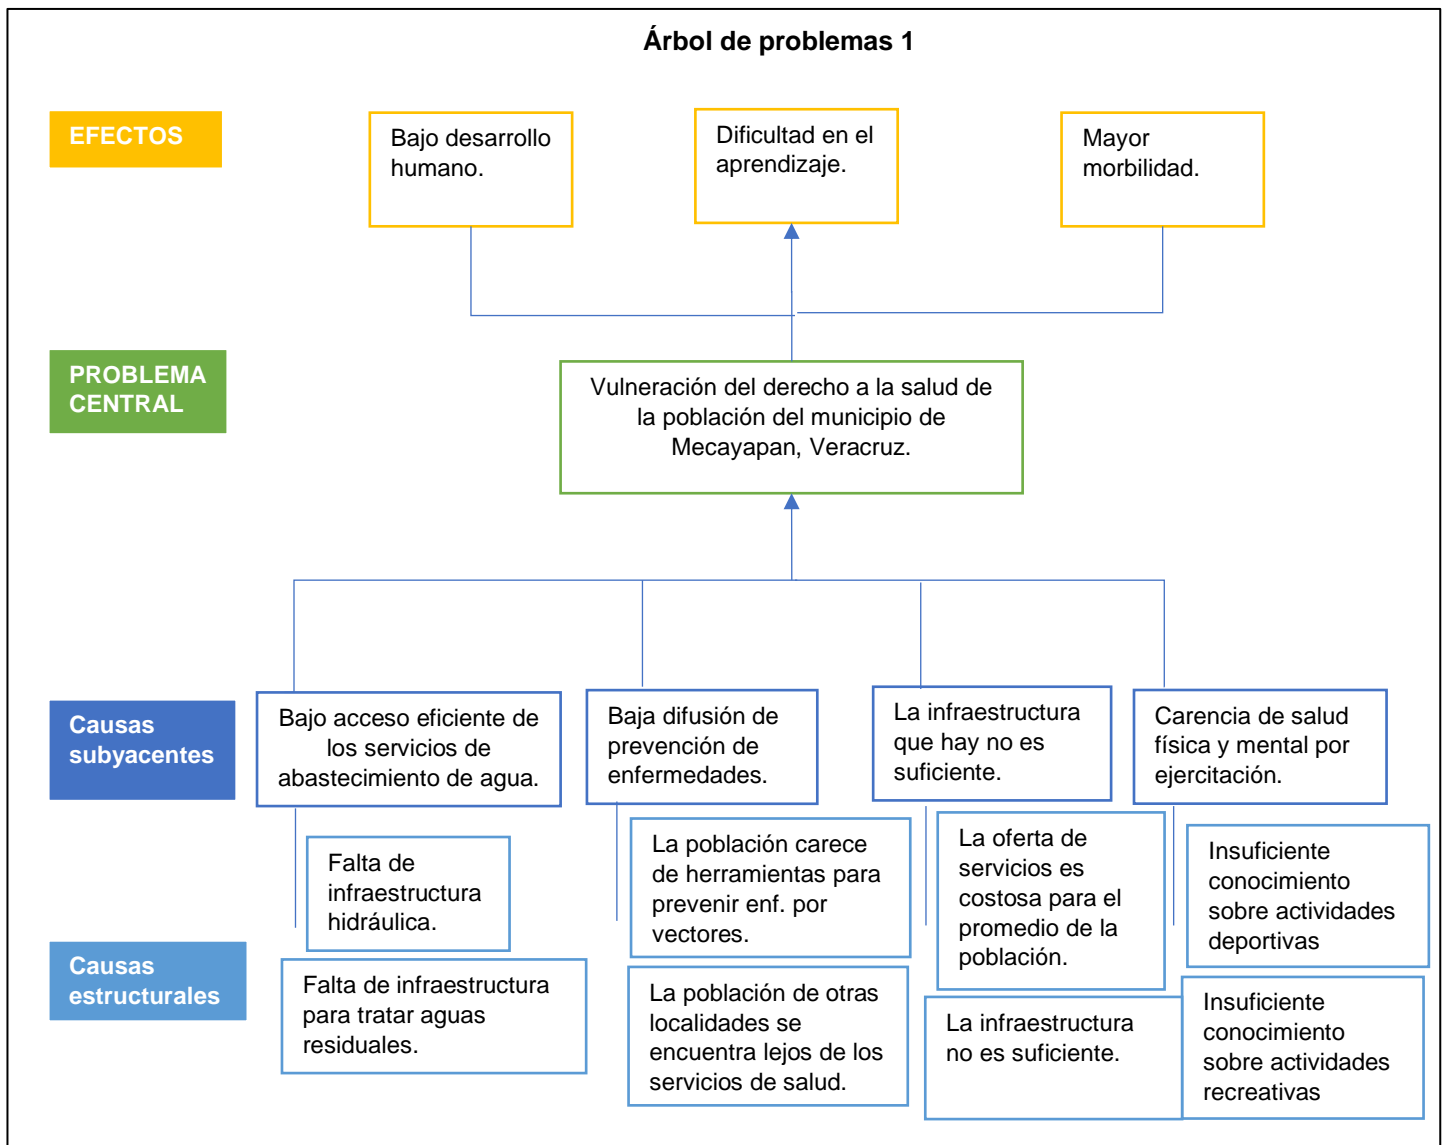 Árbol de problemas 1
EFECTOS
Bajo desarrollo
humano.
Dificultad en el
aprendizaje.
Mayor
morbilidad.
PROBLEMA
CENTRAL
Vulneración del derecho a la salud de
la población del municipio de
Mecayapan, Veracruz.
Causas
subyacentes
Bajo acceso eficiente de
los servicios de
abastecimiento de agua.
Baja difusión de
prevención de
enfermedades.
La infraestructura
que hay no es
suficiente.
Carencia de salud
física y mental por
ejercitación.
Causas
estructurales
Falta de
infraestructura
hidráulica.
La población carece
de herramientas para
prevenir enf. por
vectores.
La oferta de
servicios es
costosa para el
promedio de la
población.
Insuficiente
conocimiento
sobre actividades
deportivas
Falta de infraestructura
para tratar aguas
residuales.
La población de otras
localidades se
encuentra lejos de los
servicios de salud.
La infraestructura
no es suficiente.
Insuficiente
conocimiento
sobre actividades
recreativas